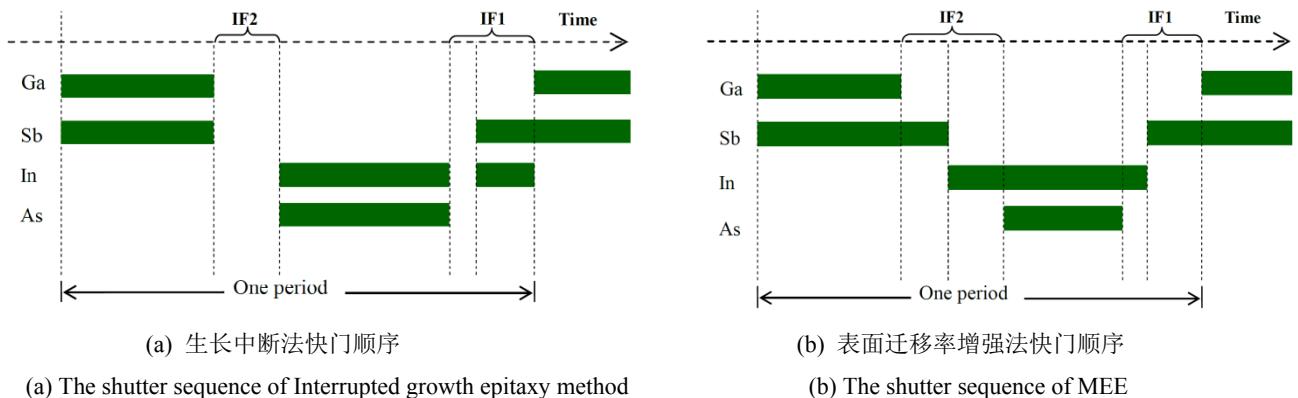 IF2 IF1 Time
Ga
Sb
In
As
One period
(a) 生长中断法快门顺序
(a) The shutter sequence of Interrupted growth epitaxy method
IF2 IF1 Time
Ga
Sb
In
As
One period
(b) 表面迁移率增强法快门顺序
(b) The shutter sequence of MEE